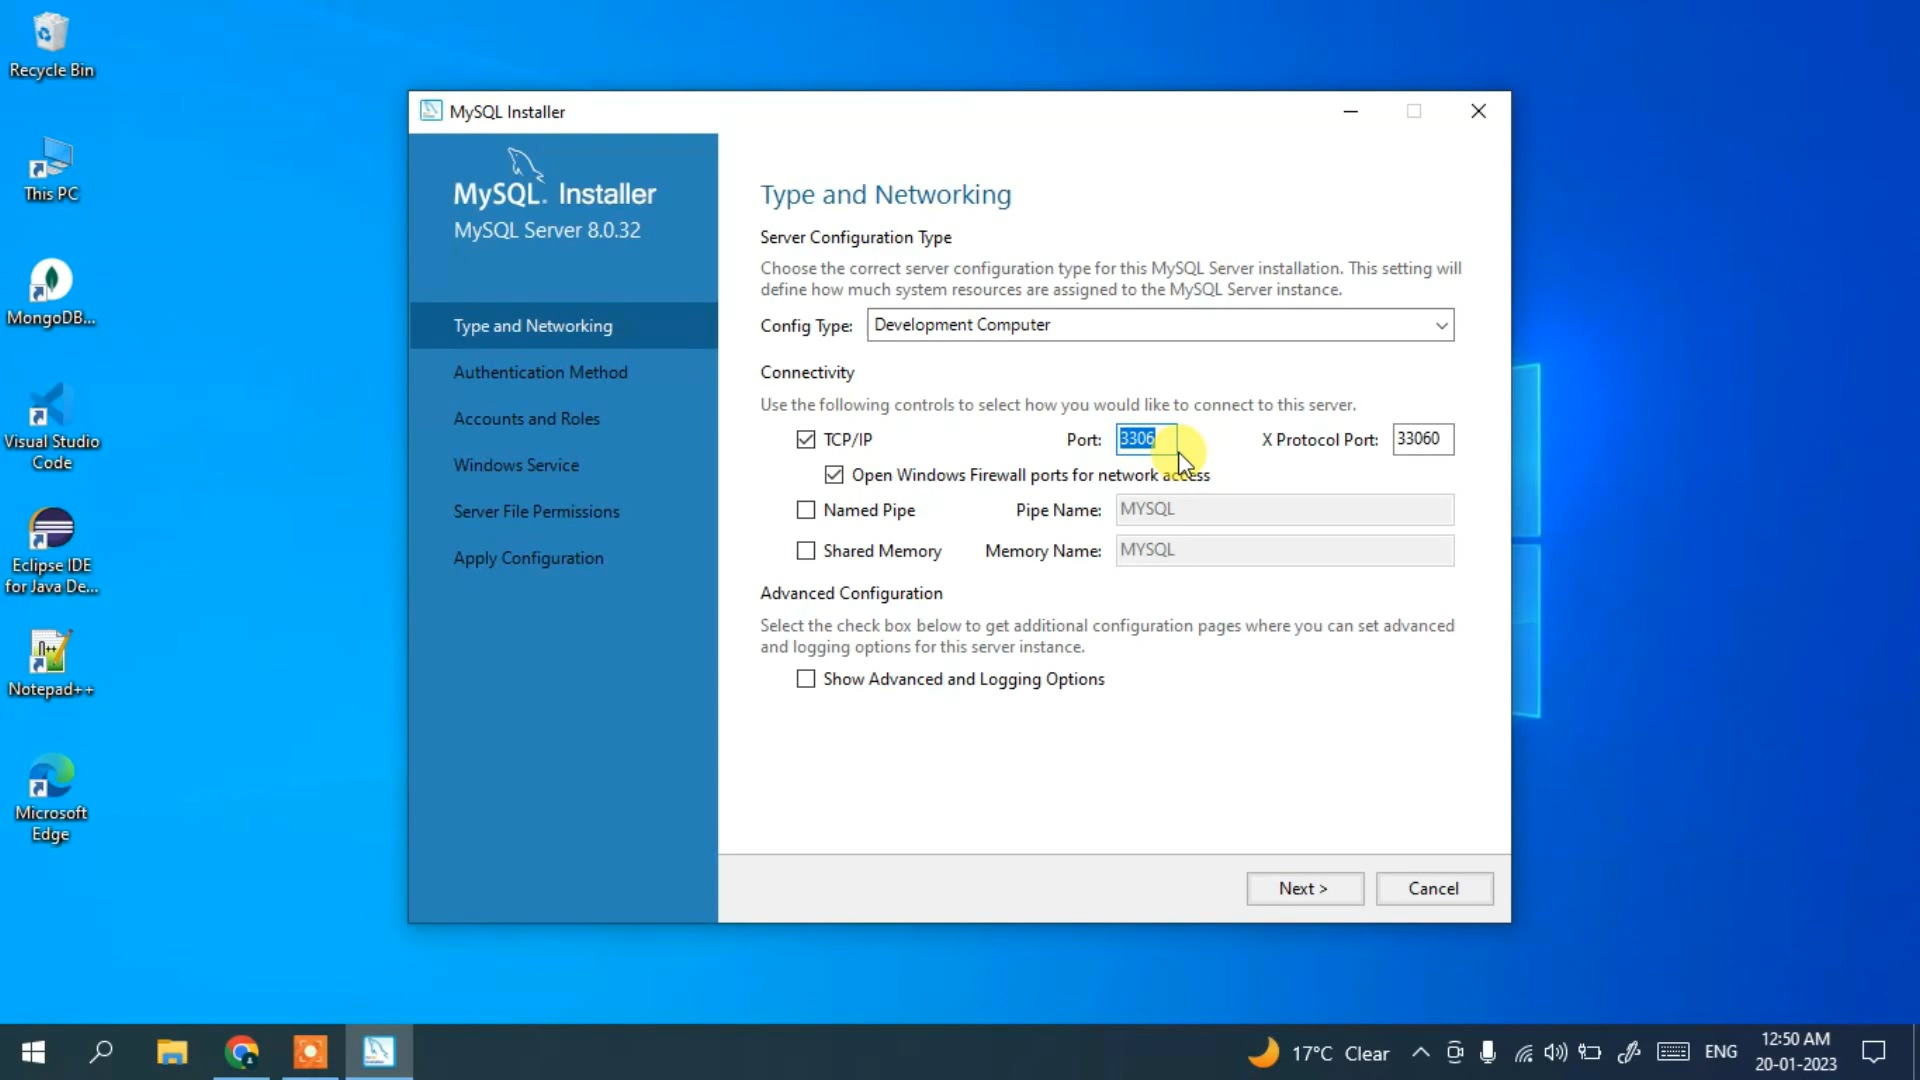 Recycle Bin
This PC
MongoDB...
Visual Studio
Code
Eclipse IDE
for Java De...
Notepad++
Microsoft
Edge
MySQL Installer
MySQL. Installer
MySQL Server 8.0.32
Type and Networking
Authentication Method
Accounts and Roles
Windows Service
Server File Permissions
Apply Configuration
Type and Networking
Server Configuration Type
Choose the correct server configuration type for this MySQL Server installation. This setting will
define how much system resources are assigned to the MySQL Server instance.
Config Type: Development Computer
Connectivity
Use the following controls to select how you would like to connect to this server.
TCP/IP Port: 3306 X Protocol Port: 33060
Open Windows Firewall ports for network access
Named Pipe Pipe Name: MYSQL
Shared Memory Memory Name: MYSQL
Advanced Configuration
Select the check box below to get additional configuration pages where you can set advanced
and logging options for this server instance.
Show Advanced and Logging Options
Next > Cancel
17°C Clear ENG 12:50 AM
20-01-2023